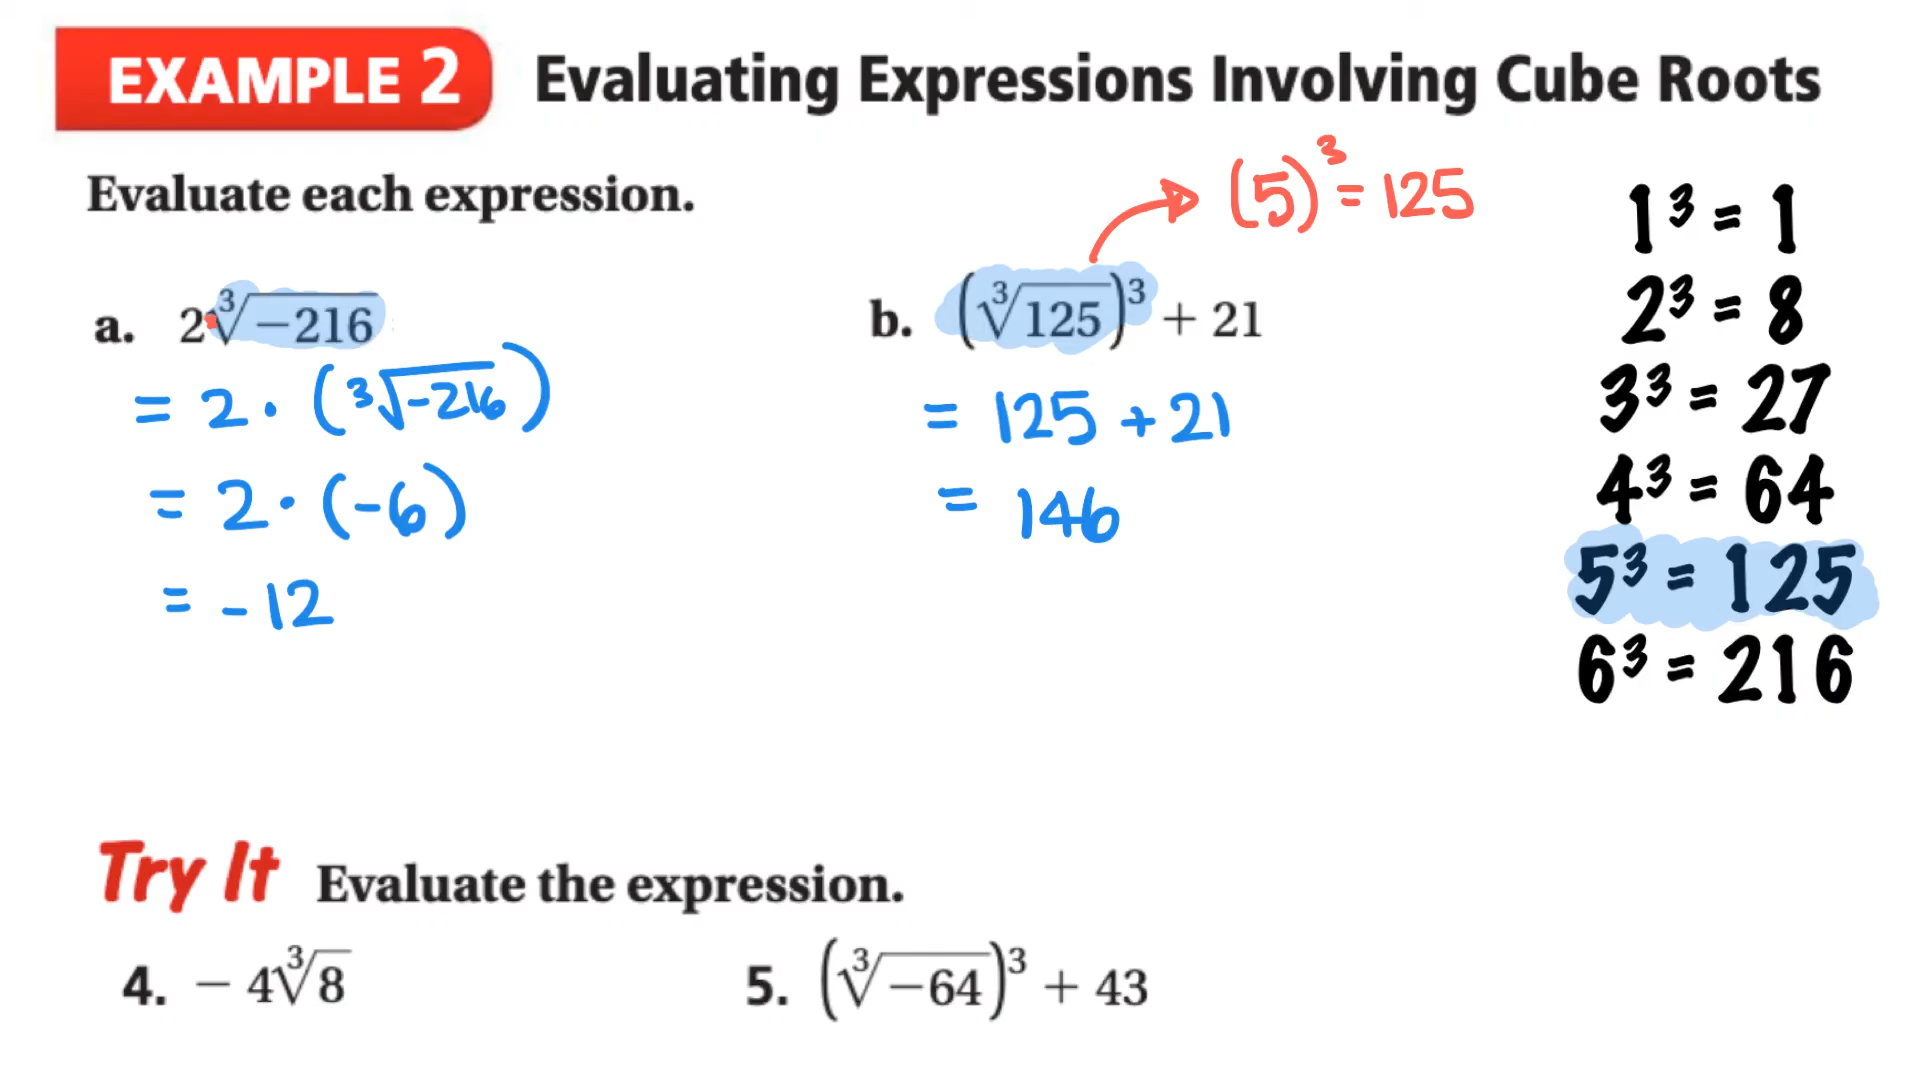 EXAMPLE 2 Evaluating Expressions Involving Cube Roots
Evaluate each expression.
(5)³ = 125
a. 2∛−216
= 2 · (∛-216)
= 2 · (-6)
= -12
b. (∛125)³ + 21
= 125 + 21
= 146
1³ = 1
2³ = 8
3³ = 27
4³ = 64
5³ = 125
6³ = 216
Try It Evaluate the expression.
4. − 4∛8
5. (∛−64)³ + 43